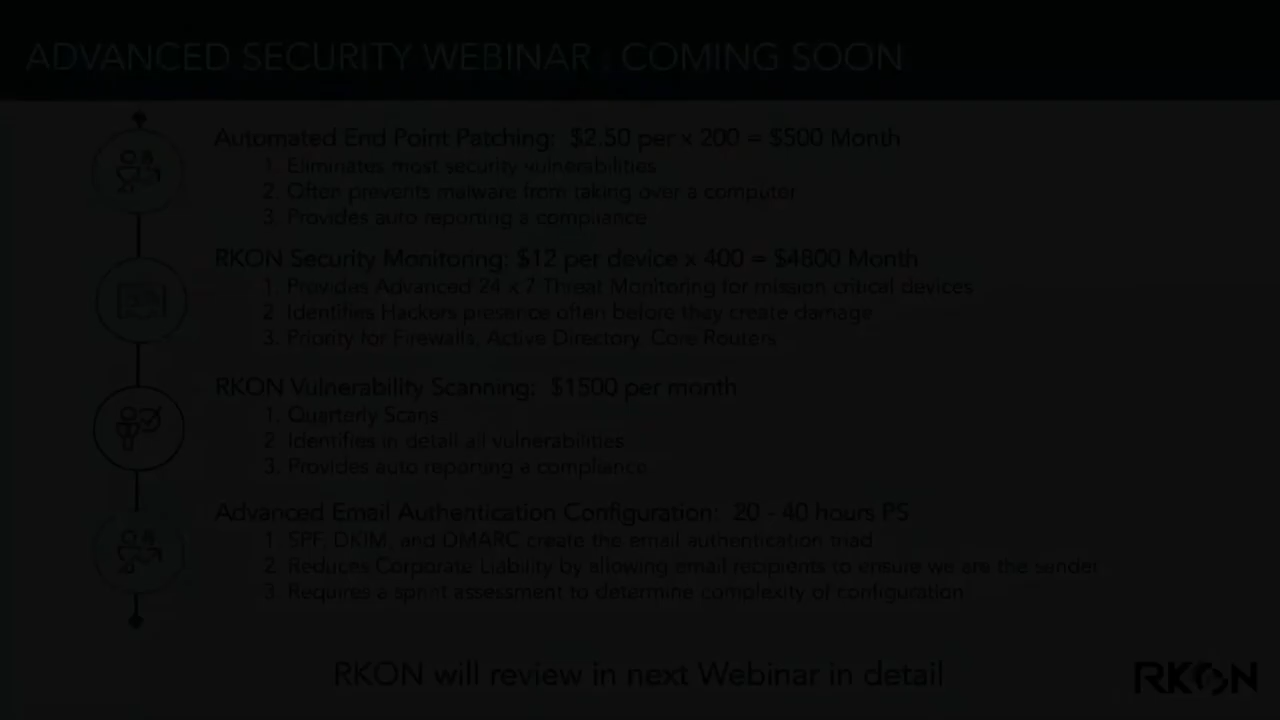 ADVANCED SECURITY WEBINAR : COMING SOON
Automated End Point Patching: $2.50 per x 200 = $500 Month
1. Eliminates most security vulnerabilities
2. Often prevents malware from taking over a computer
3. Provides auto reporting a compliance
RKON Security Monitoring: $12 per device x 400 = $4800 Month
1. Provides Advanced 24 x 7 Threat Monitoring for mission critical devices
2. Identifies Hackers presence often before they create damage
3. Priority for Firewalls, Active Directory, Core Routers
RKON Vulnerability Scanning: $1500 per month
1. Quarterly Scans
2. Identifies in detail all vulnerabilities
3. Provides auto reporting a compliance
Advanced Email Authentication Configuration: 20 - 40 hours PS
1. SPF, DKIM, and DMARC create the email authentication triad
2. Reduces Corporate Liability by allowing email recipients to ensure we are the sender
3. Requires a sprint assessment to determine complexity of configuration
RKON will review in next Webinar in detail
RKON